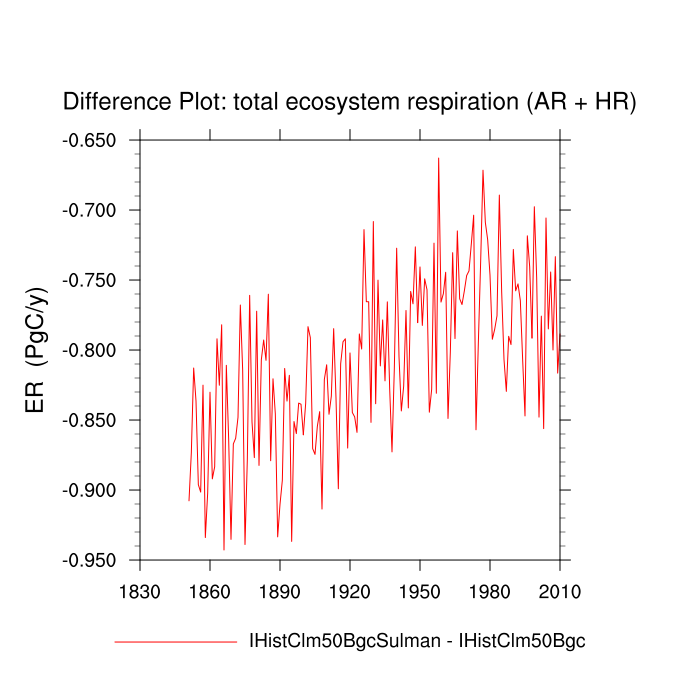 Difference Plot: total ecosystem respiration (AR + HR)
-0.650
-0.700
-0.750
-0.800
-0.850
-0.900
-0.950
ER (PgC/y)
1830 1860 1890 1920 1950 1980 2010
IHistClm50BgcSulman - IHistClm50Bgc